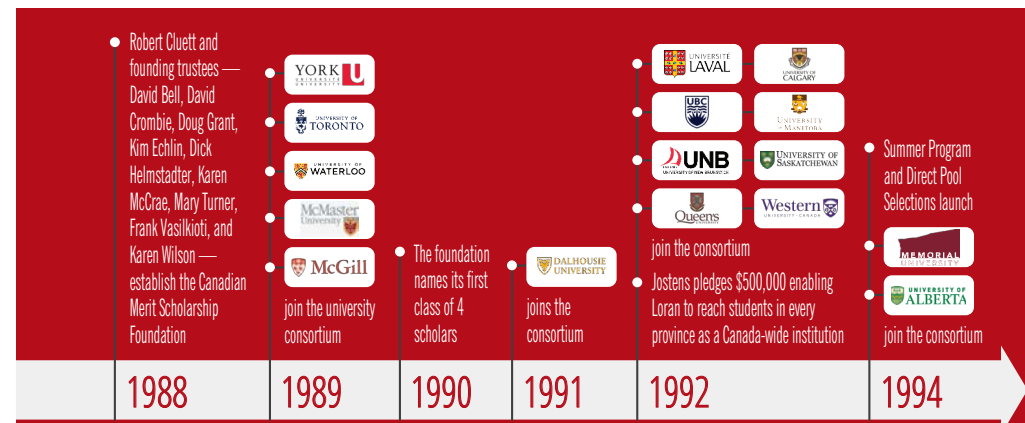 Robert Cluett and
founding trustees —
David Bell, David
Crombie, Doug Grant,
Kim Echlin, Dick
Helmstadter, Karen
McCrae, Mary Turner,
Frank Vasilkioti, and
Karen Wilson —
establish the Canadian
Merit Scholarship
Foundation
1988
YORK U
UNIVERSITÉ
UNIVERSITY
UNIVERSITY OF
TORONTO
UNIVERSITY OF
WATERLOO
McMaster
University
McGill
join the university
consortium
1989
The foundation
names its first
class of 4
scholars
1990
DALHOUSIE
UNIVERSITY
joins the
consortium
1991
UNIVERSITÉ
LAVAL
UNIVERSITY OF
CALGARY
UBC
UNIVERSITY
OF MANITOBA
UNB
UNIVERSITY OF NEW BRUNSWICK
UNIVERSITY OF
SASKATCHEWAN
Queen's
UNIVERSITY
Western
UNIVERSITY · CANADA
join the consortium
Jostens pledges $500,000 enabling
Loran to reach students in every
province as a Canada-wide institution
1992
Summer Program
and Direct Pool
Selections launch
MEMORIAL
UNIVERSITY
UNIVERSITY OF
ALBERTA
join the consortium
1994